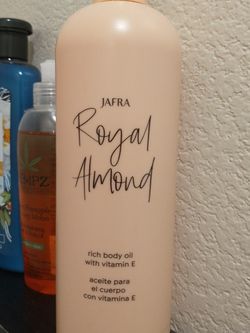 JAFRA
Royal
Almond
rich body oil
with vitamin E
aceite para
el cuerpo
con vitamina E